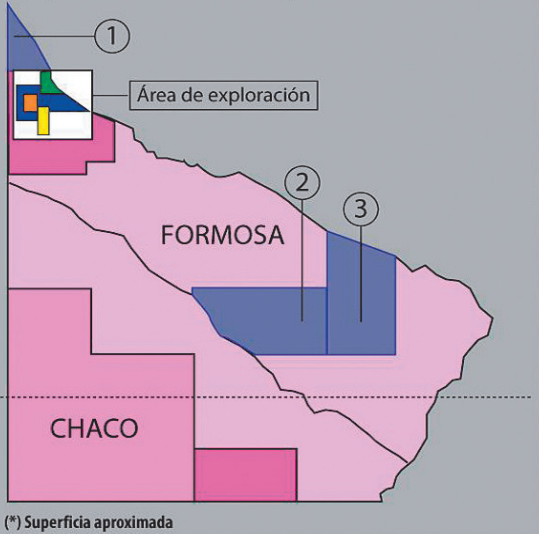 1
Área de exploración
2
3
FORMOSA
CHACO
(*) Superficia aproximada